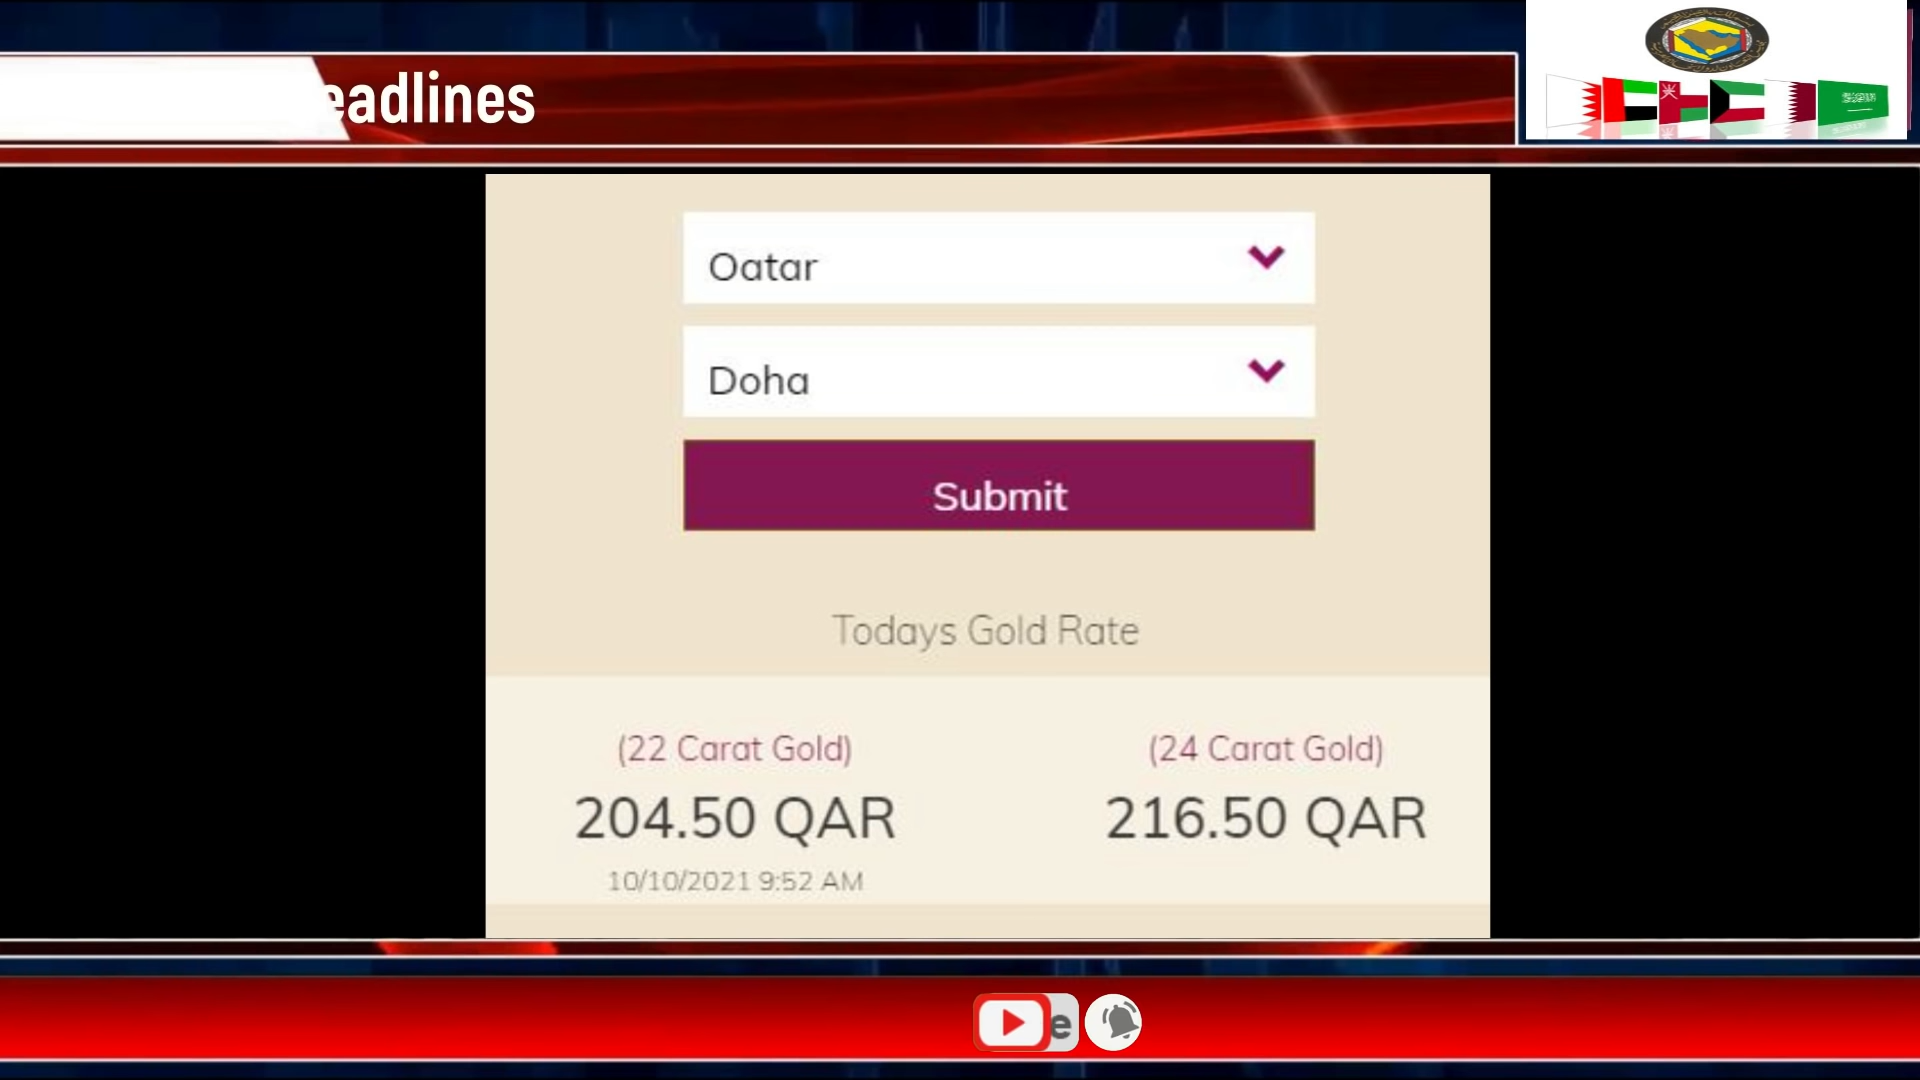 eadlines
Oatar
Doha
Submit
Todays Gold Rate
(22 Carat Gold)
(24 Carat Gold)
204.50 QAR
216.50 QAR
10/10/2021 9:52 AM
e